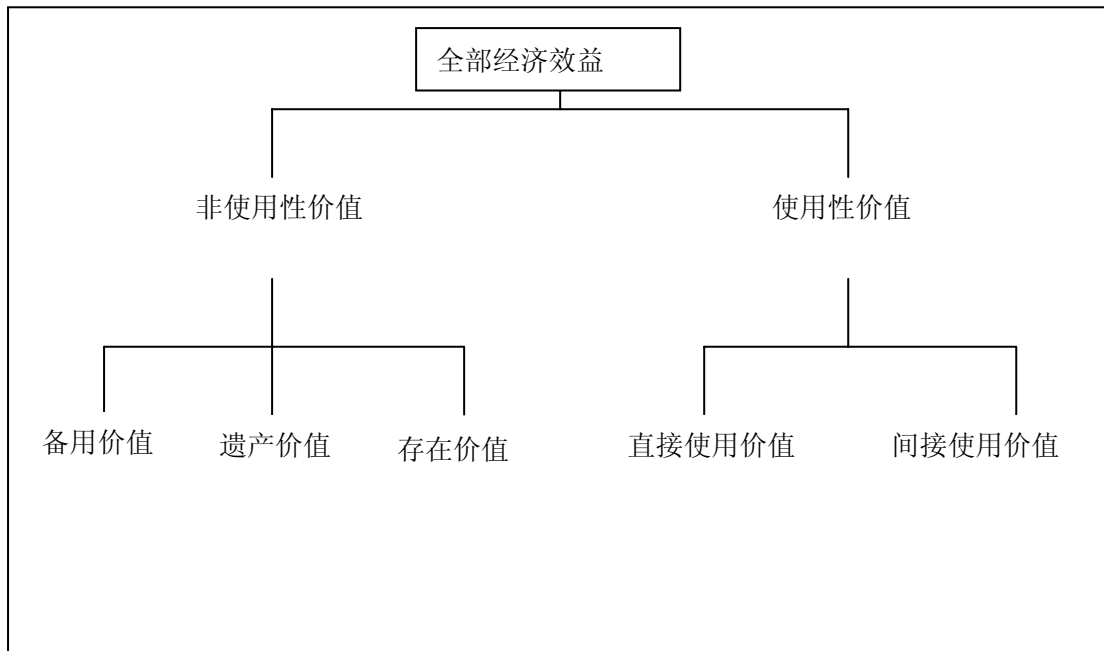 全部经济效益
非使用性价值
使用性价值
备用价值
遗产价值
存在价值
直接使用价值
间接使用价值